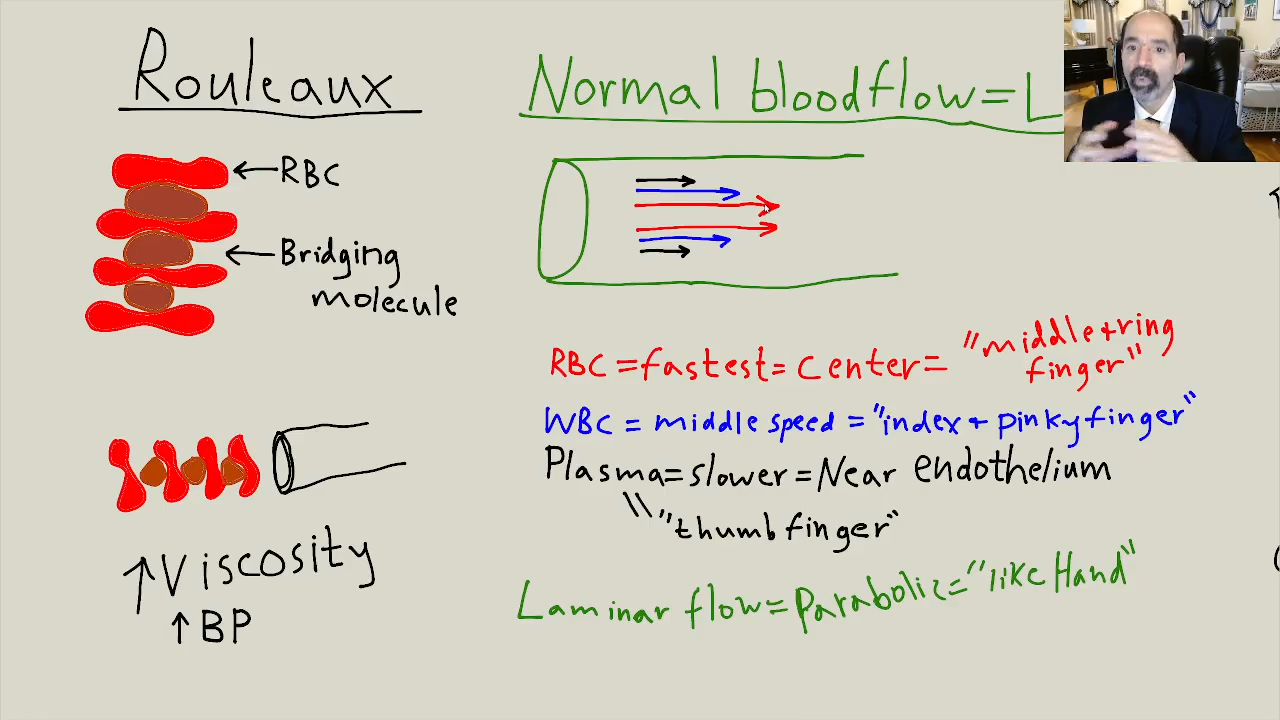 Rouleaux
← RBC
← Bridging
molecule
↑ Viscosity
↑ BP
Normal bloodflow = L
RBC = fastest = center = "middle + ring
finger"
WBC = middle speed = "index + pinky finger"
Plasma = slower = Near endothelium
\\ "thumb finger"
Laminar flow = Parabolic = "like Hand"